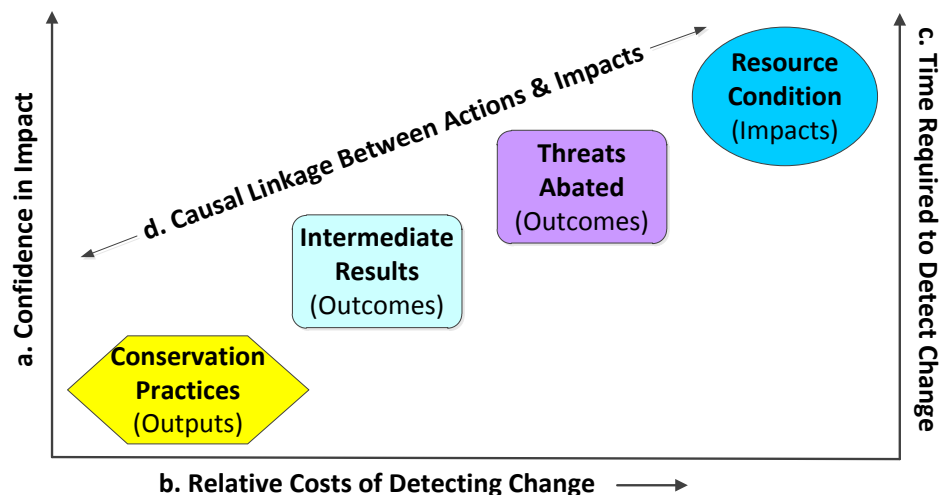 a. Confidence in Impact
d. Causal Linkage Between Actions & Impacts
Resource
Condition
(Impacts)
Threats
Abated
(Outcomes)
Intermediate
Results
(Outcomes)
Conservation
Practices
(Outputs)
c. Time Required to Detect Change
b. Relative Costs of Detecting Change